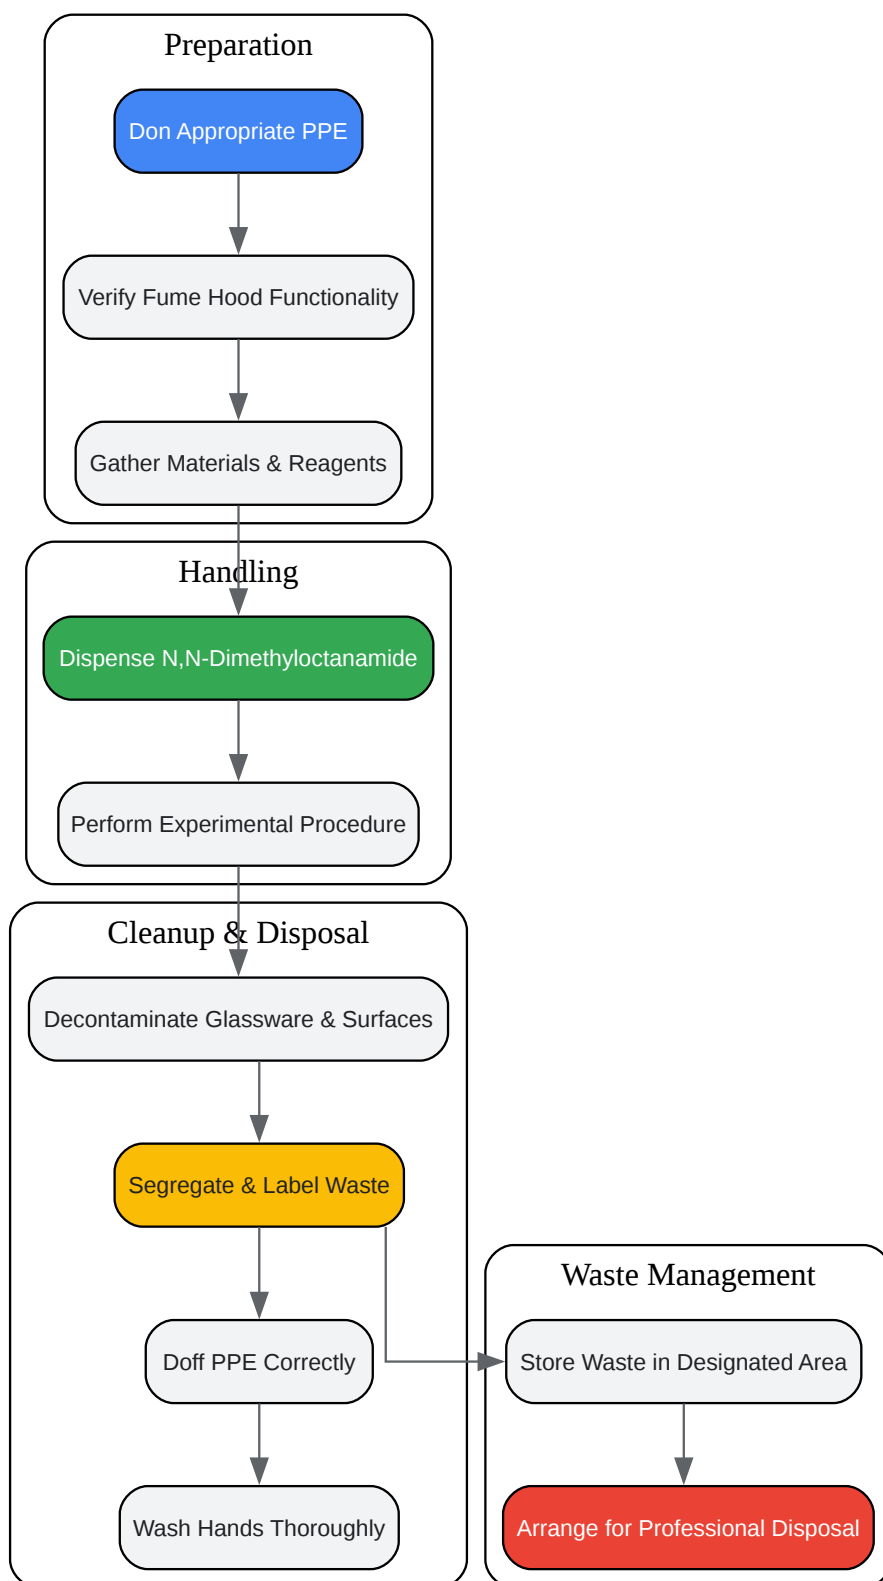 Preparation
Don Appropriate PPE
Verify Fume Hood Functionality
Gather Materials & Reagents
Handling
Dispense N,N-Dimethyloctanamide
Perform Experimental Procedure
Cleanup & Disposal
Decontaminate Glassware & Surfaces
Segregate & Label Waste
Doff PPE Correctly
Wash Hands Thoroughly
Waste Management
Store Waste in Designated Area
Arrange for Professional Disposal